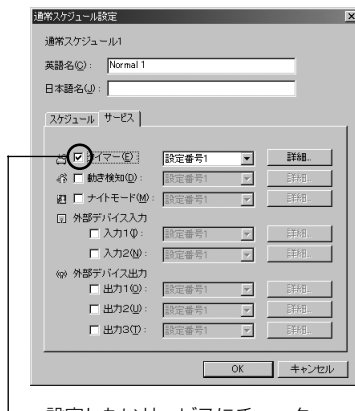 通常スケジュール設定
通常スケジュール1
英語名(C): Normal 1
日本語名(J):
スケジュール サービス
タイマー(E): 設定番号1 詳細..
動き検知(D): 設定番号1 詳細..
ナイトモード(M): 設定番号1 詳細..
外部デバイス入力
入力1(I): 設定番号1 詳細..
入力2(N): 設定番号1 詳細..
外部デバイス出力
出力1(O): 設定番号1 詳細..
出力2(U): 設定番号1 詳細..
出力3(T): 設定番号1 詳細..
OK キャンセル